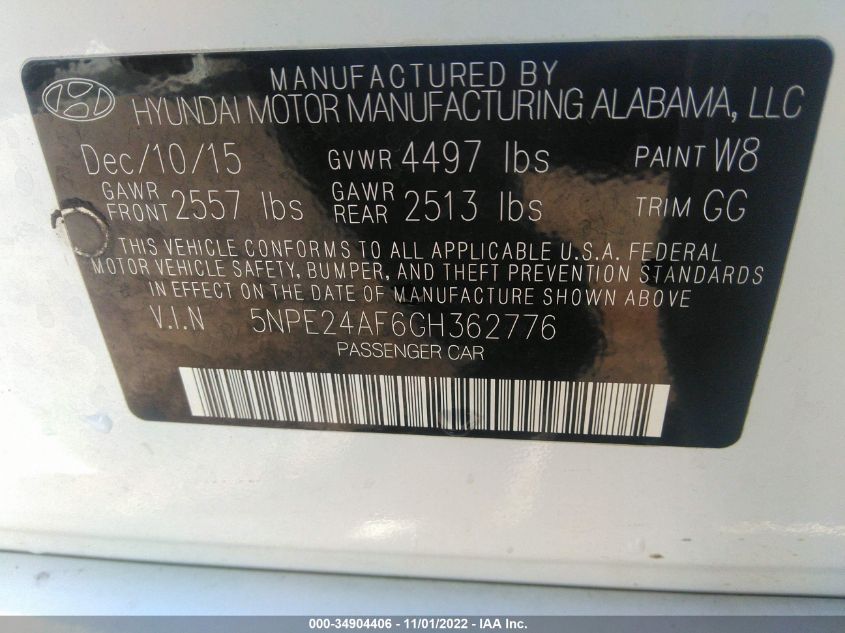 MANUFACTURED BY
HYUNDAI MOTOR MANUFACTURING ALABAMA, LLC
Dec/10/15 GVWR 4497 lbs PAINT W8
GAWR FRONT 2557 lbs GAWR REAR 2513 lbs TRIM GG
THIS VEHICLE CONFORMS TO ALL APPLICABLE U.S.A. FEDERAL
MOTOR VEHICLE SAFETY, BUMPER, AND THEFT PREVENTION STANDARDS
IN EFFECT ON THE DATE OF MANUFACTURE SHOWN ABOVE
V.I.N 5NPE24AF6GH362776
PASSENGER CAR
000-34904406 - 11/01/2022 - IAA Inc.